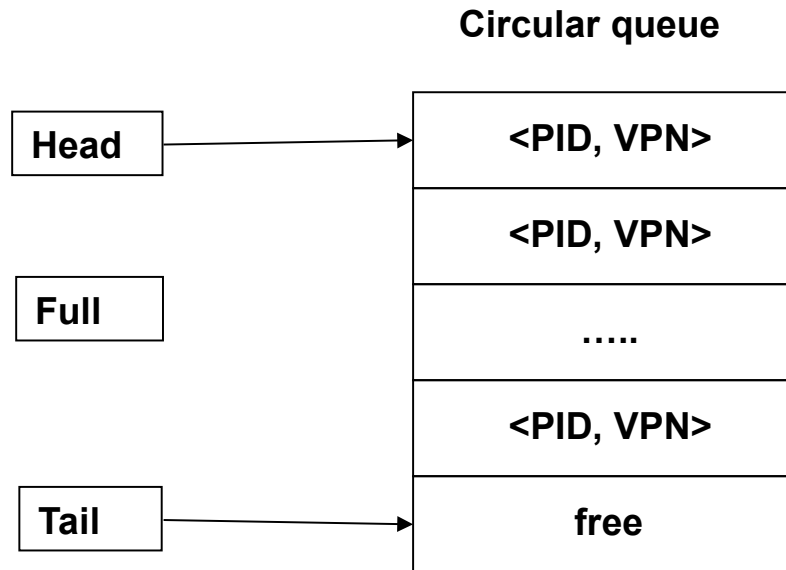 Circular queue
Head
<PID, VPN>
<PID, VPN>
Full
…..
<PID, VPN>
Tail
free